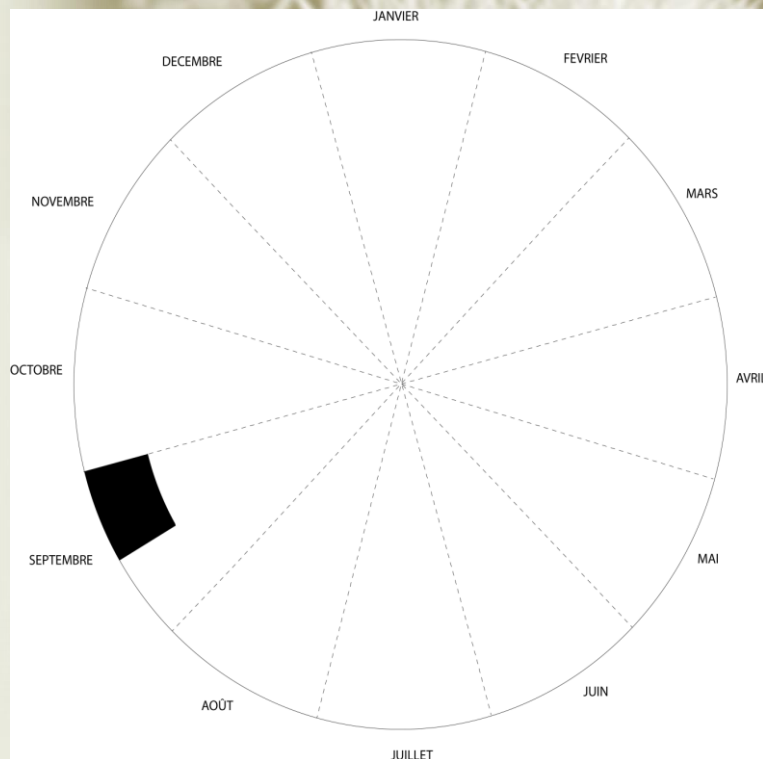 JANVIER
FEVRIER
MARS
AVRIL
MAI
JUIN
JUILLET
AOÛT
SEPTEMBRE
OCTOBRE
NOVEMBRE
DECEMBRE